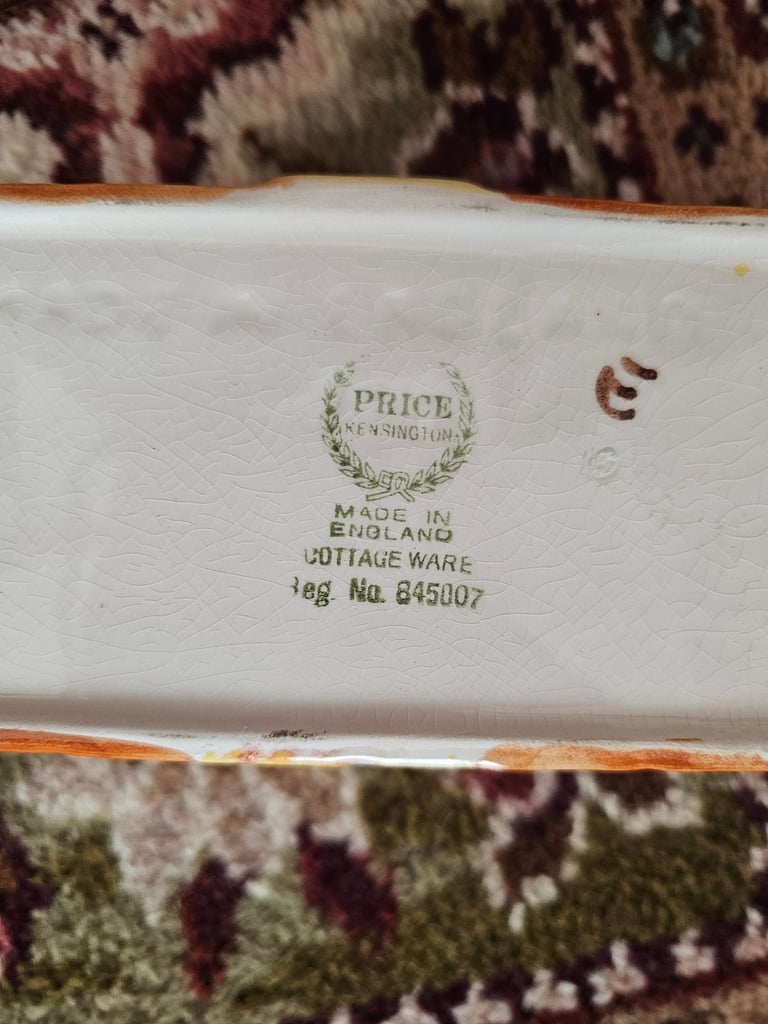 PRICE
KENSINGTON
MADE IN
ENGLAND
COTTAGE WARE
Reg. No. 845007